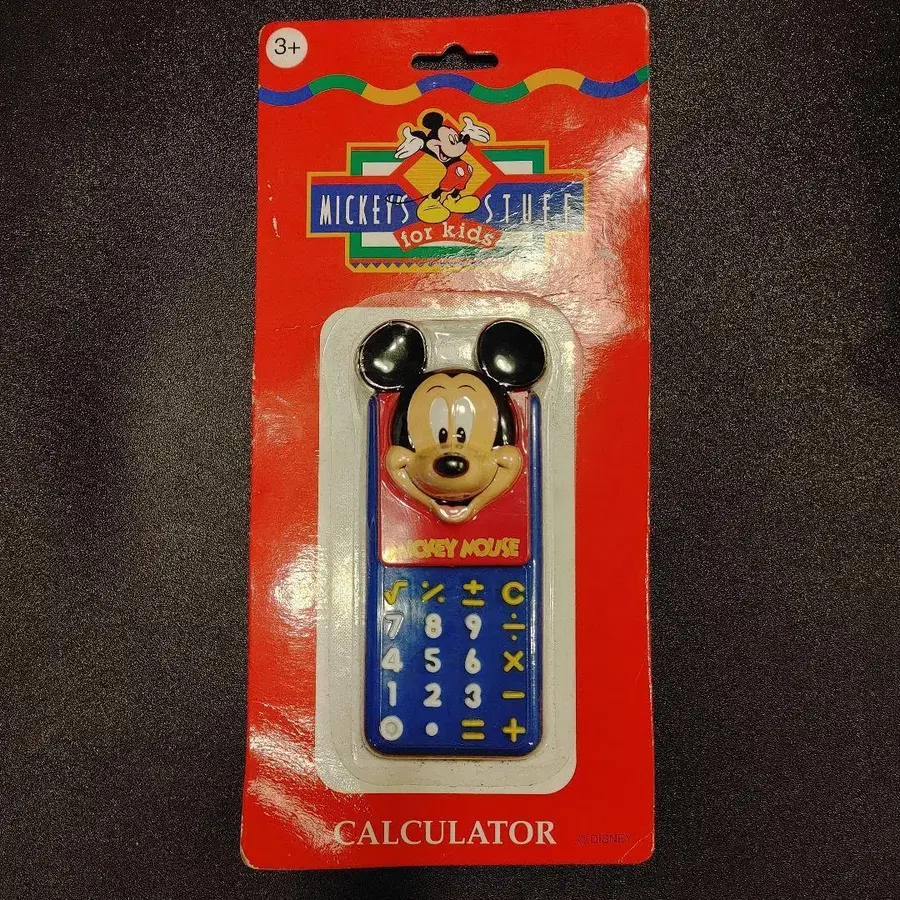 3+
MICKEY'S STUFF
for kids
MICKEY MOUSE
√ % ± C
7 8 9 ÷
4 5 6 ×
1 2 3 −
0 . = +
CALCULATOR
© DISNEY